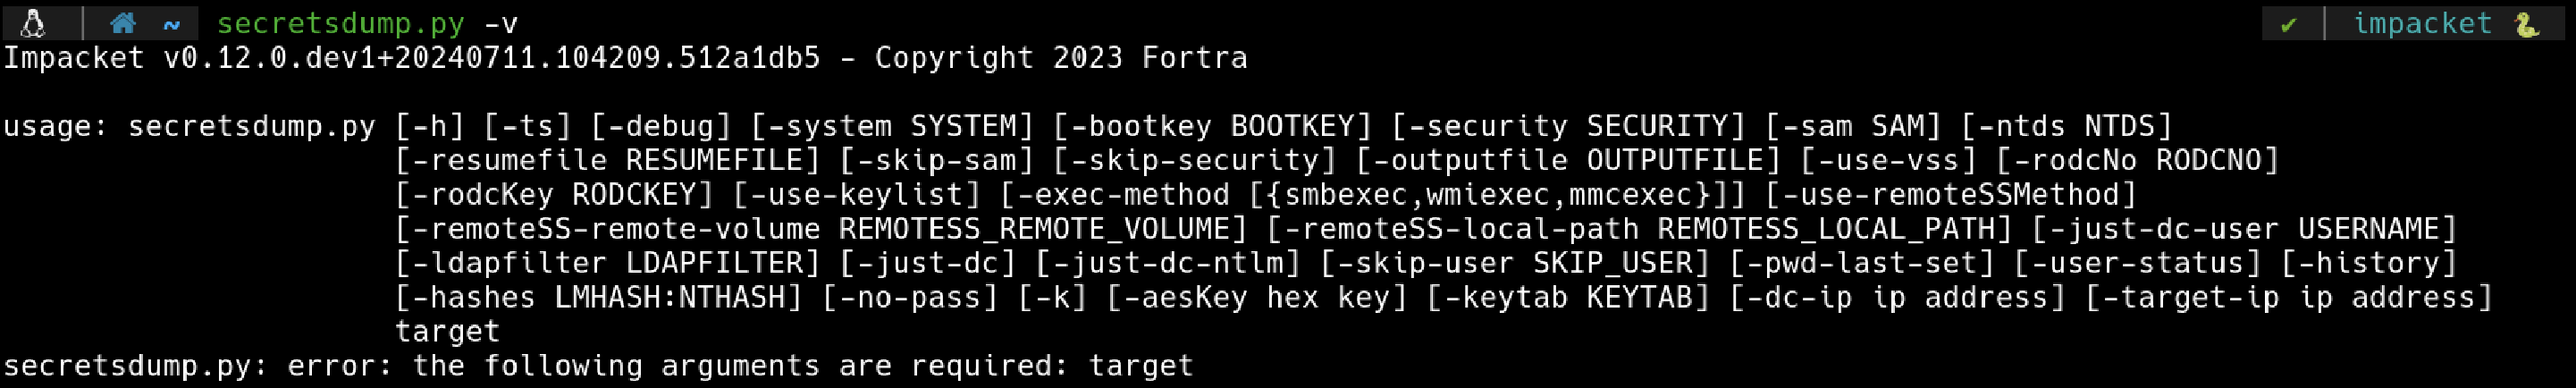 ~ secretsdump.py -v ✔ impacket 🐍
Impacket v0.12.0.dev1+20240711.104209.512a1db5 - Copyright 2023 Fortra
usage: secretsdump.py [-h] [-ts] [-debug] [-system SYSTEM] [-bootkey BOOTKEY] [-security SECURITY] [-sam SAM] [-ntds NTDS]
[-resumefile RESUMEFILE] [-skip-sam] [-skip-security] [-outputfile OUTPUTFILE] [-use-vss] [-rodcNo RODCNO]
[-rodcKey RODCKEY] [-use-keylist] [-exec-method [{smbexec,wmiexec,mmcexec}]] [-use-remoteSSMethod]
[-remoteSS-remote-volume REMOTESS_REMOTE_VOLUME] [-remoteSS-local-path REMOTESS_LOCAL_PATH] [-just-dc-user USERNAME]
[-ldapfilter LDAPFILTER] [-just-dc] [-just-dc-ntlm] [-skip-user SKIP_USER] [-pwd-last-set] [-user-status] [-history]
[-hashes LMHASH:NTHASH] [-no-pass] [-k] [-aesKey hex key] [-keytab KEYTAB] [-dc-ip ip address] [-target-ip ip address]
target
secretsdump.py: error: the following arguments are required: target